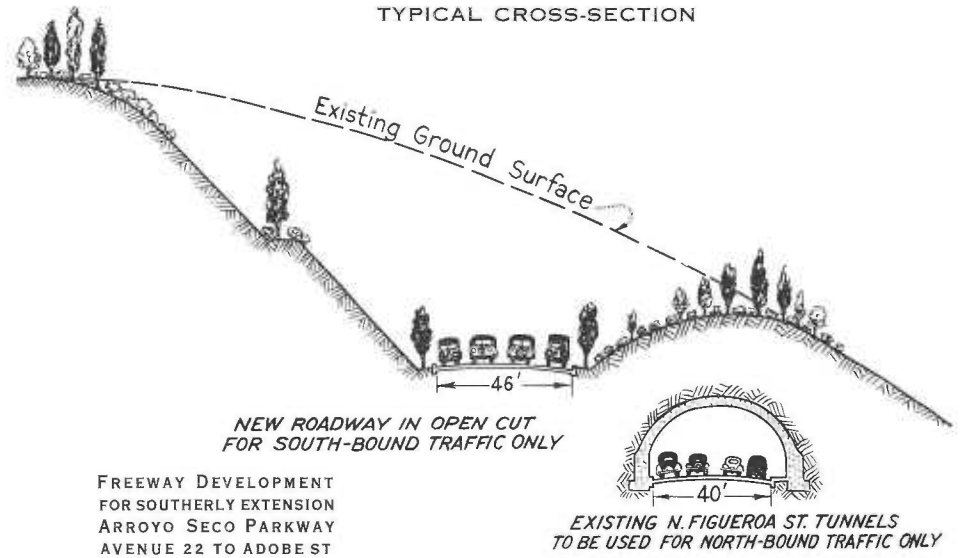 TYPICAL CROSS-SECTION
Existing Ground Surface
46'
NEW ROADWAY IN OPEN CUT
FOR SOUTH-BOUND TRAFFIC ONLY
40'
FREEWAY DEVELOPMENT
FOR SOUTHERLY EXTENSION
ARROYO SECO PARKWAY
AVENUE 22 TO ADOBE ST
EXISTING N. FIGUEROA ST. TUNNELS
TO BE USED FOR NORTH-BOUND TRAFFIC ONLY